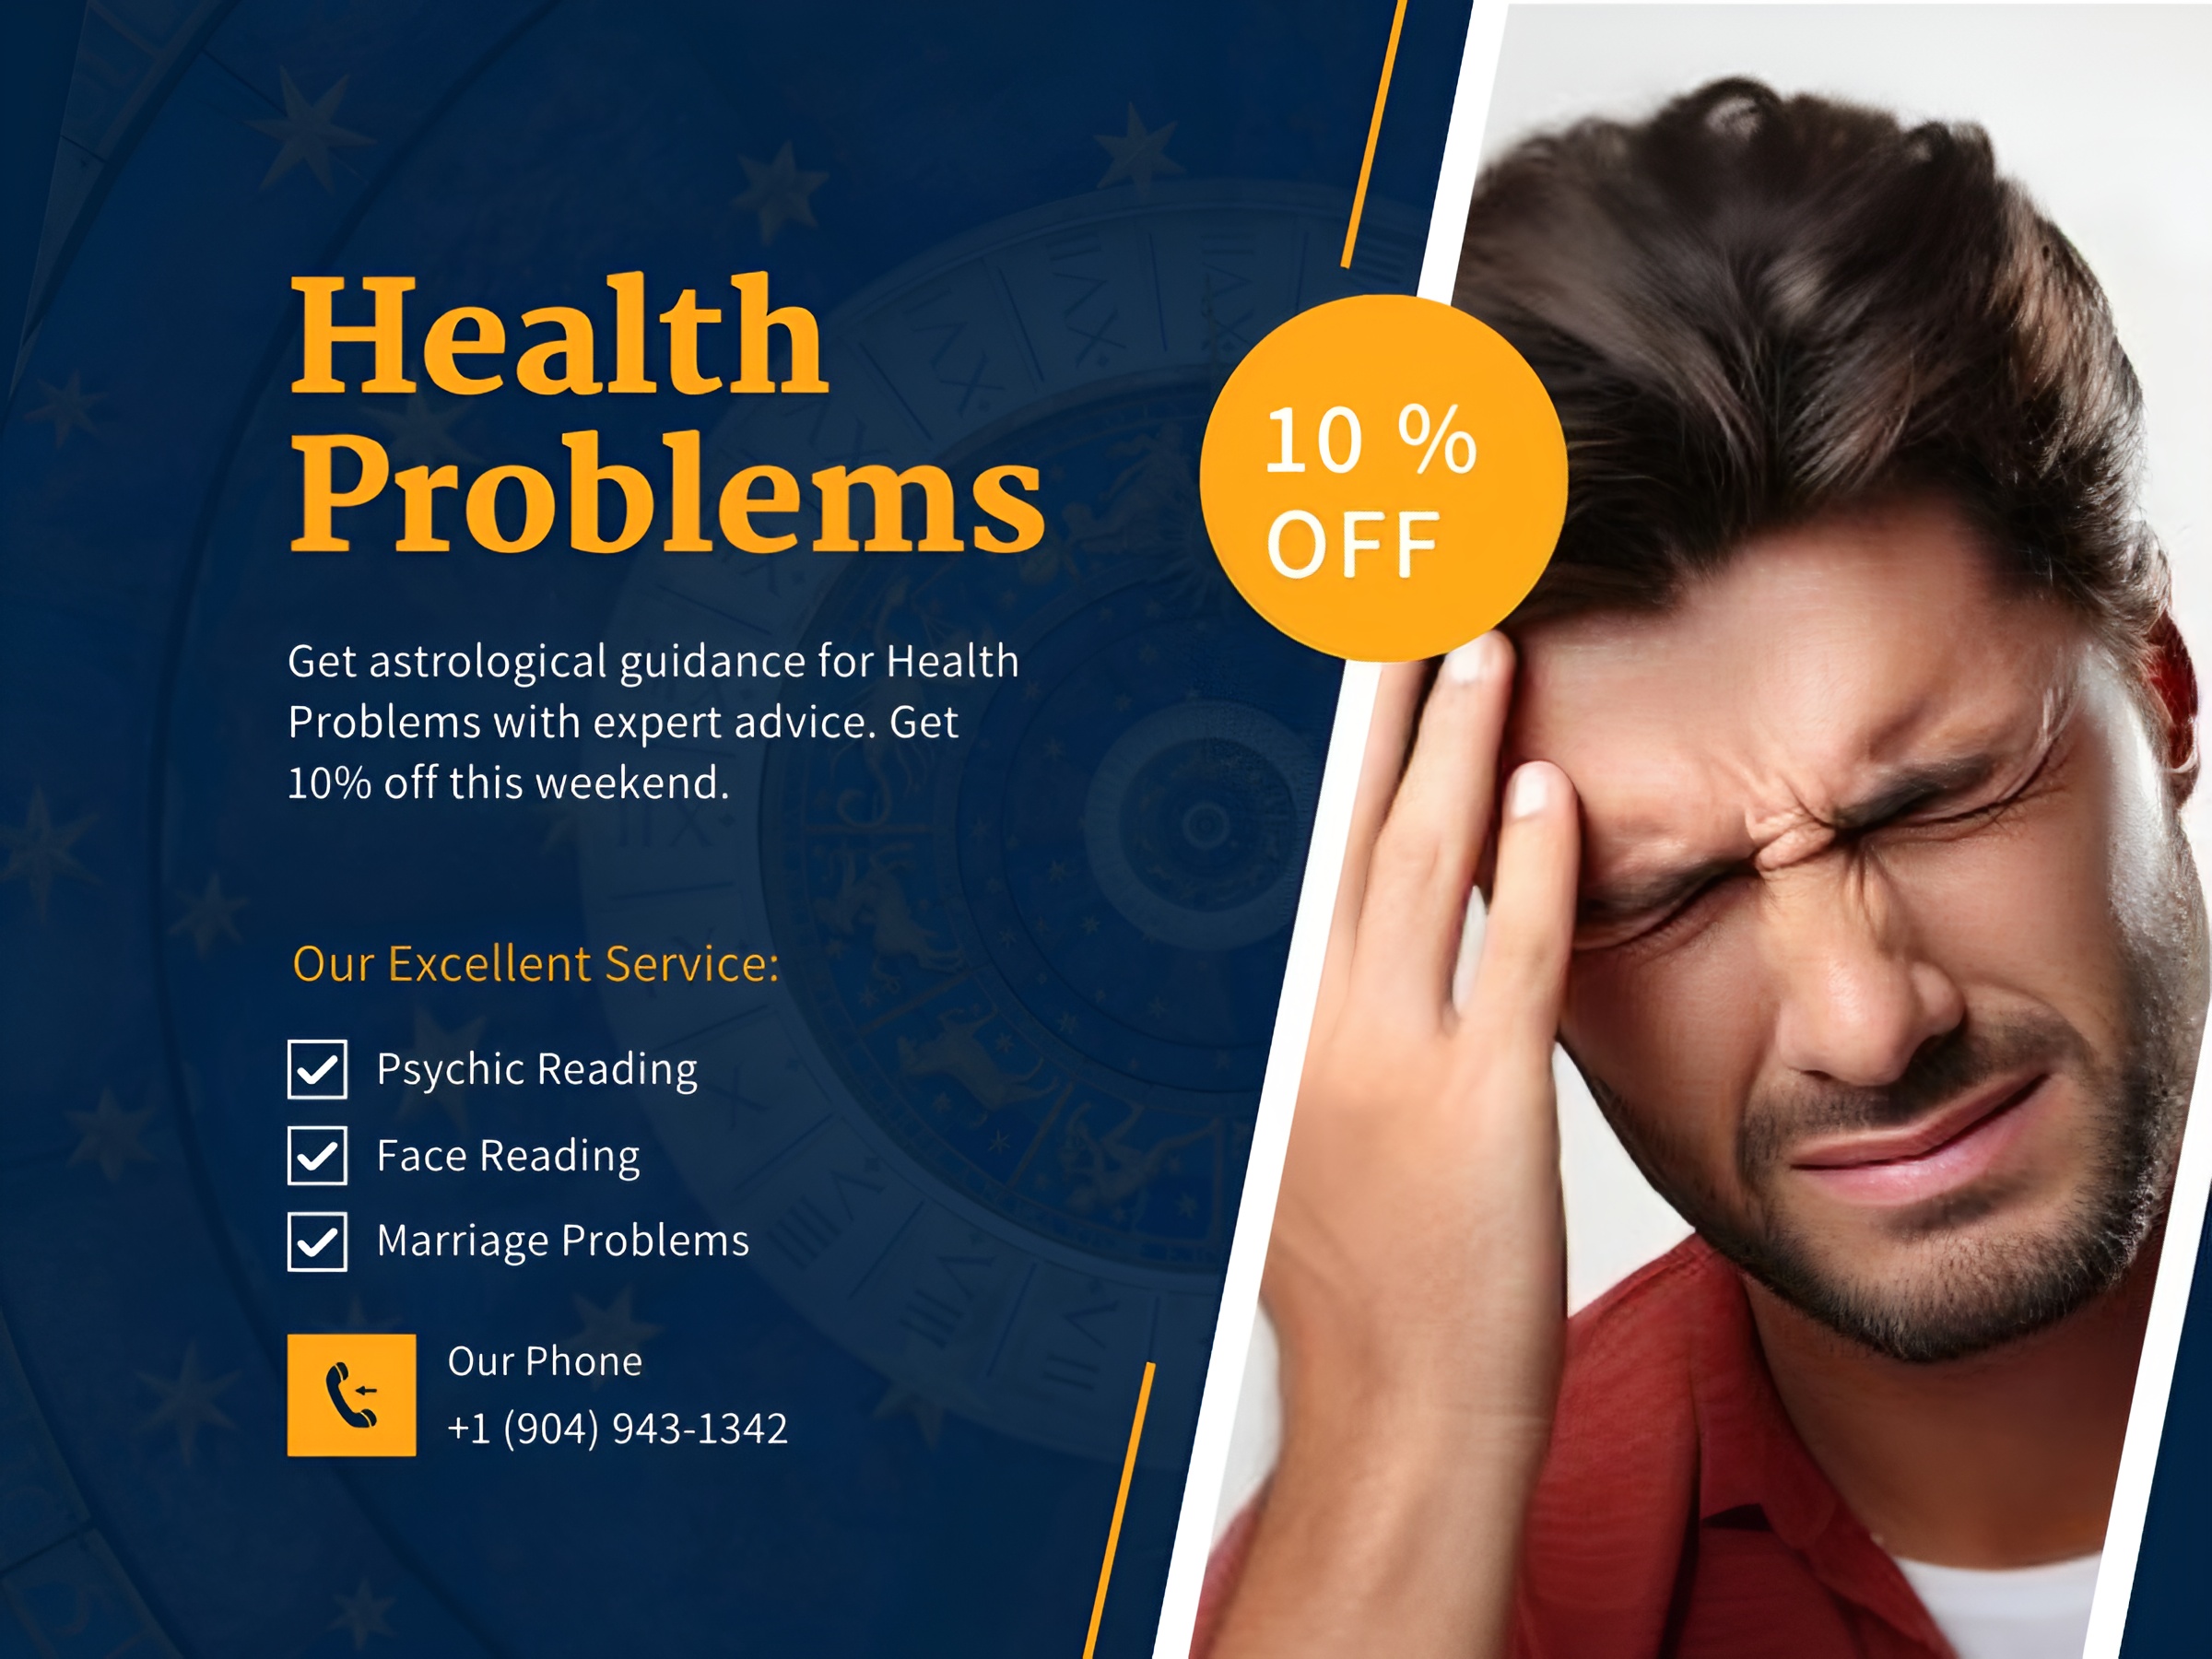 Health
Problems
10 %
OFF
Get astrological guidance for Health
Problems with expert advice. Get
10% off this weekend.
Our Excellent Service:
Psychic Reading
Face Reading
Marriage Problems
Our Phone
+1 (904) 943-1342